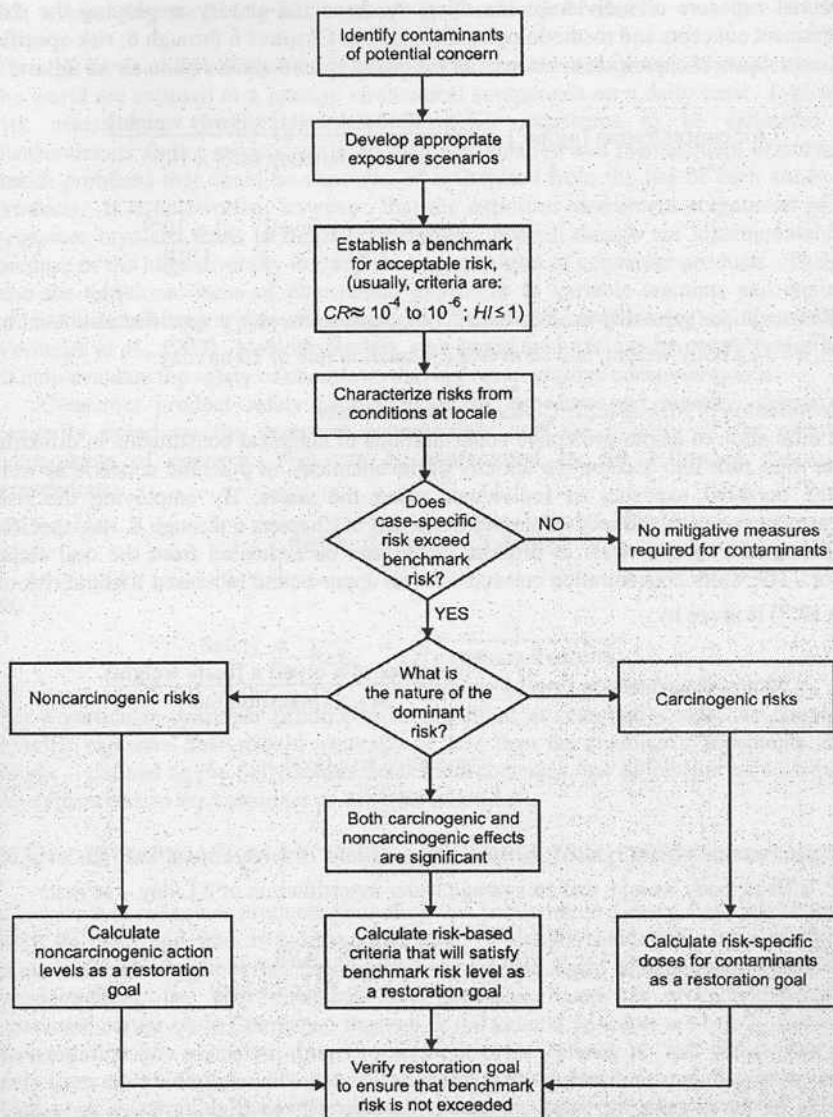 Identify contaminants
of potential concern
Develop appropriate
exposure scenarios
Establish a benchmark
for acceptable risk,
(usually, criteria are:
CR≈ 10⁻⁴ to 10⁻⁶; HI ≤ 1)
Characterize risks from
conditions at locale
Does
case-specific
risk exceed
benchmark
risk?
NO
No mitigative measures
required for contaminants
YES
What is
the nature of the
dominant
risk?
Noncarcinogenic risks
Carcinogenic risks
Both carcinogenic and
noncarcinogenic effects
are significant
Calculate
noncarcinogenic action
levels as a restoration
goal
Calculate risk-based
criteria that will satisfy
benchmark risk level as
a restoration goal
Calculate risk-specific
doses for contaminants
as a restoration goal
Verify restoration goal
to ensure that benchmark
risk is not exceeded